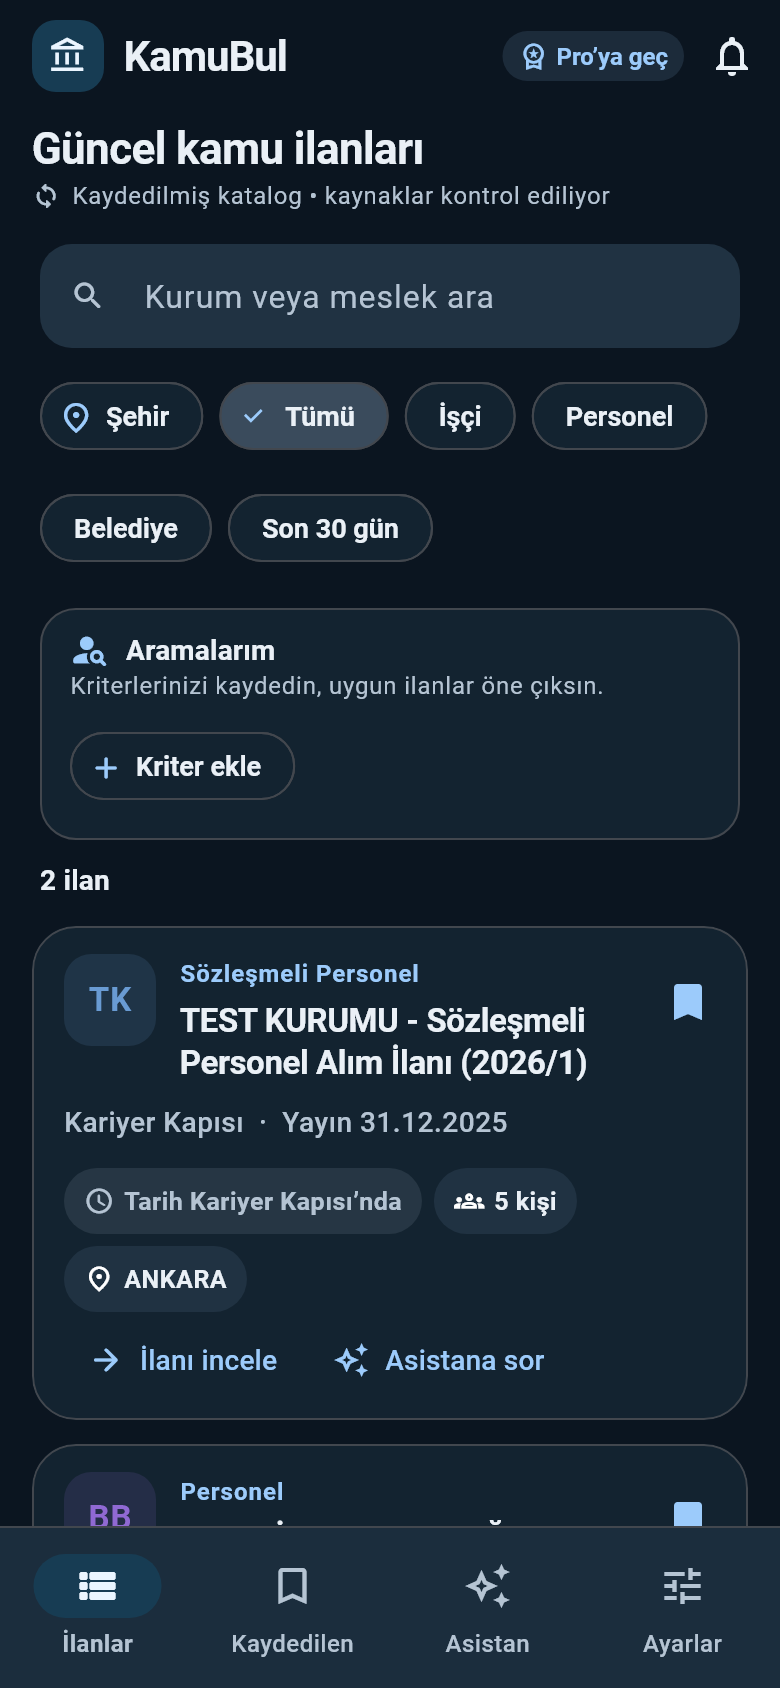 KamuBul
Pro’ya geç
Güncel kamu ilanları
Kaydedilmiş katalog • kaynaklar kontrol ediliyor
Kurum veya meslek ara
Şehir
Tümü
İşçi
Personel
Belediye
Son 30 gün
Aramalarım
Kriterlerinizi kaydedin, uygun ilanlar öne çıksın.
Kriter ekle
2 ilan
TK
Sözleşmeli Personel
TEST KURUMU - Sözleşmeli
Personel Alım İlanı (2026/1)
Kariyer Kapısı · Yayın 31.12.2025
Tarih Kariyer Kapısı’nda
5 kişi
ANKARA
İlanı incele
Asistana sor
BB
Personel
İlanlar
Kaydedilen
Asistan
Ayarlar